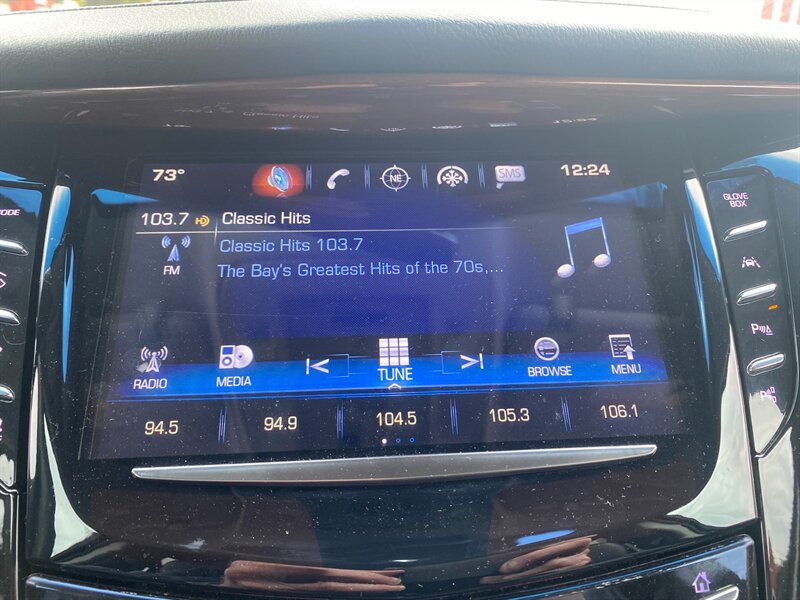 73°
NE
SMS
12:24
103.7 HD Classic Hits
FM
Classic Hits 103.7
The Bay's Greatest Hits of the 70s,...
RADIO
MEDIA
TUNE
BROWSE
MENU
94.5
94.9
104.5
105.3
106.1
MODE
GLOVE
BOX
P
P